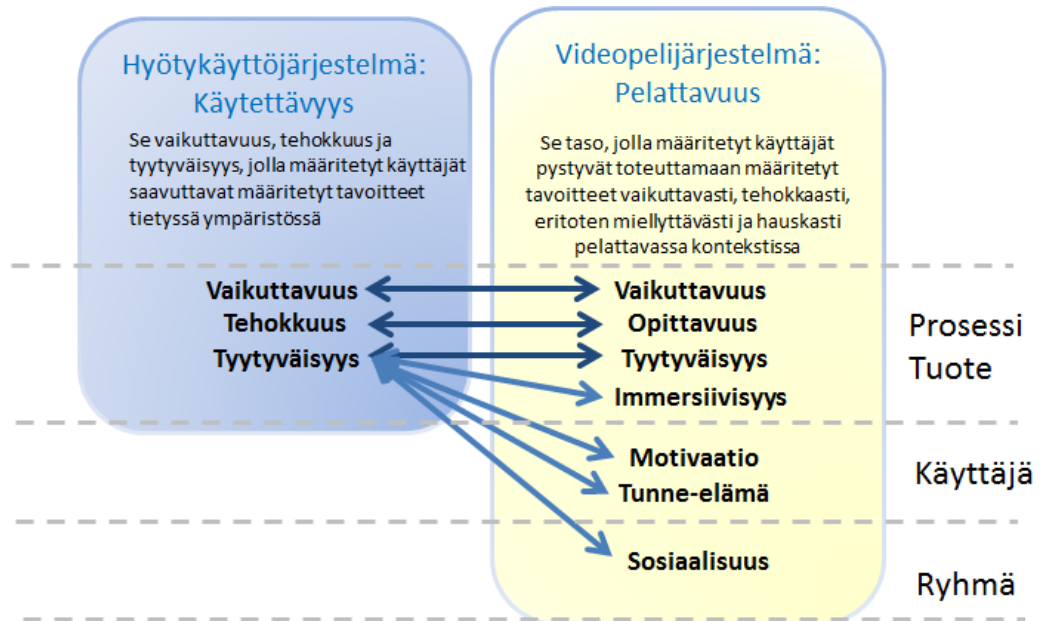 Hyötykäyttöjärjestelmä:
Käytettävyys
Se vaikuttavuus, tehokkuus ja
tyytyväisyys, jolla määritetyt käyttäjät
saavuttavat määritetyt tavoitteet
tietyssä ympäristössä
Videopelijärjestelmä:
Pelattavuus
Se taso, jolla määritetyt käyttäjät
pystyvät toteuttamaan määritetyt
tavoitteet vaikuttavasti, tehokkaasti,
eritoten miellyttävästi ja hauskasti
pelattavassa kontekstissa
Vaikuttavuus
Tehokkuus
Tyytyväisyys
Vaikuttavuus
Opittavuus
Tyytyväisyys
Immersiivisyys
Motivaatio
Tunne-elämä
Sosiaalisuus
Prosessi
Tuote
Käyttäjä
Ryhmä